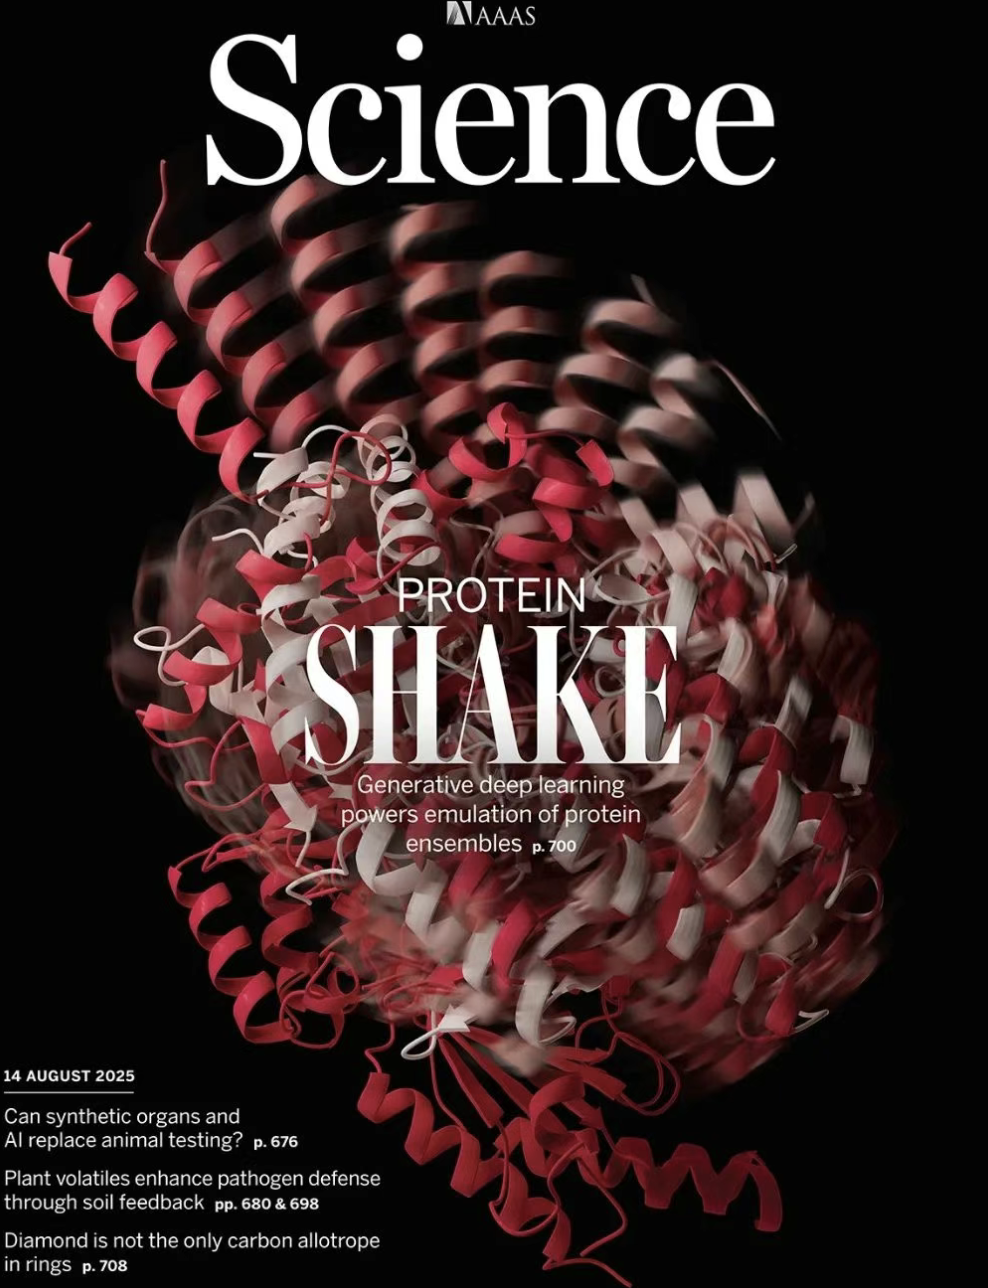 AAAS
Science
PROTEIN
SHAKE
Generative deep learning
powers emulation of protein
ensembles p. 700
14 AUGUST 2025
Can synthetic organs and
AI replace animal testing? p. 676
Plant volatiles enhance pathogen defense
through soil feedback pp. 680 & 698
Diamond is not the only carbon allotrope
in rings p. 708